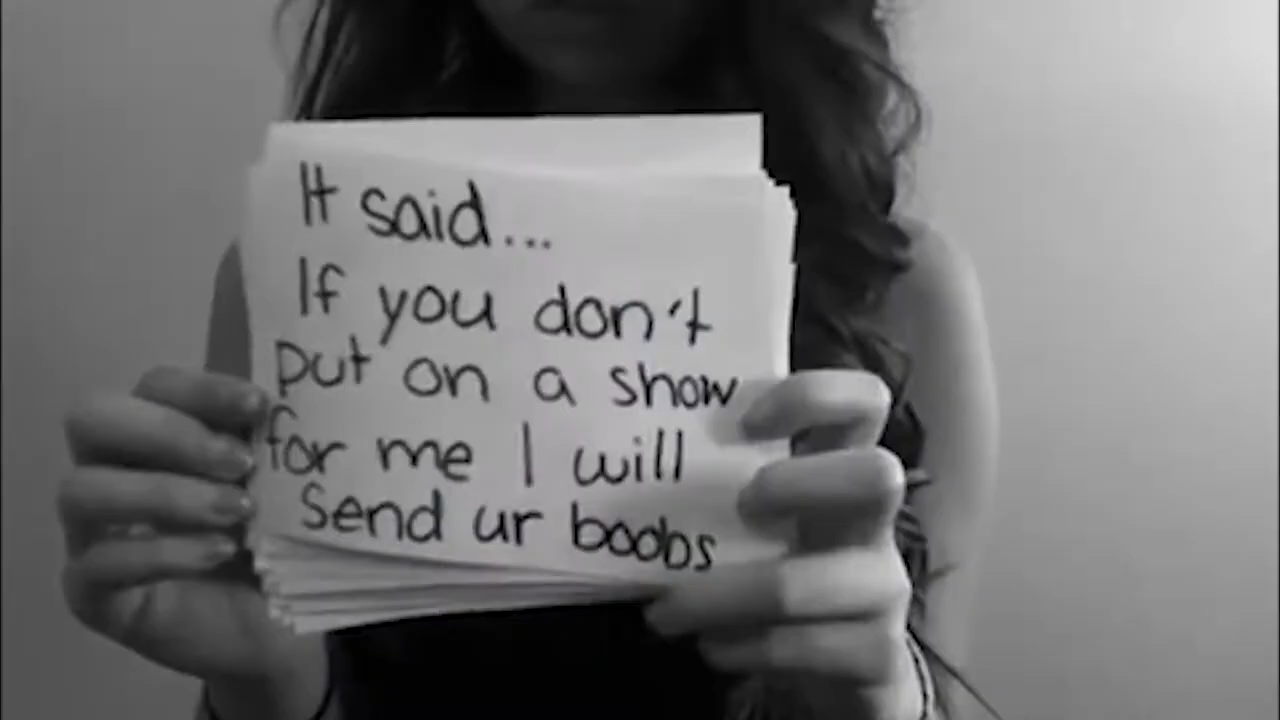 It said...
If you don't
put on a show
for me I will
send ur boobs